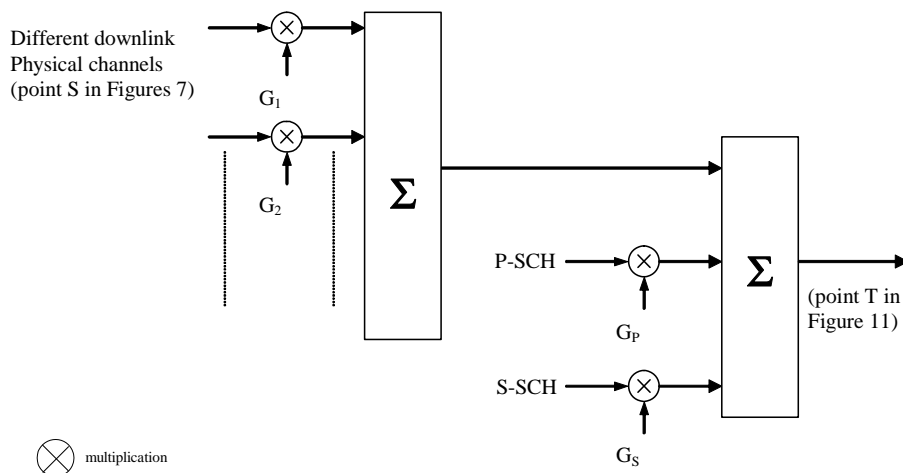 Different downlink
Physical channels
(point S in Figures 7)
G1
G2
Σ
P-SCH
GP
S-SCH
GS
Σ
(point T in
Figure 11)
multiplication